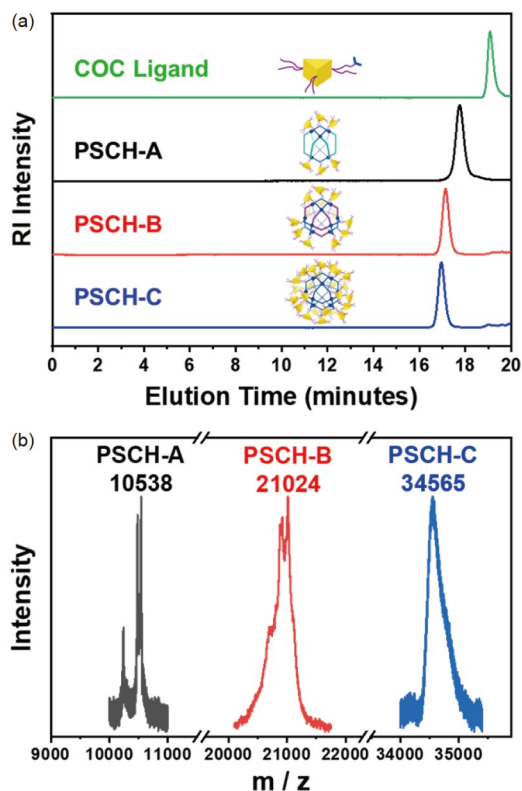 (a)
COC Ligand
PSCH-A
PSCH-B
PSCH-C
RI Intensity
0 2 4 6 8 10 12 14 16 18 20
Elution Time (minutes)
(b)
PSCH-A
10538
PSCH-B
21024
PSCH-C
34565
Intensity
9000 10000 11000 20000 21000 22000 34000 35000
m / z